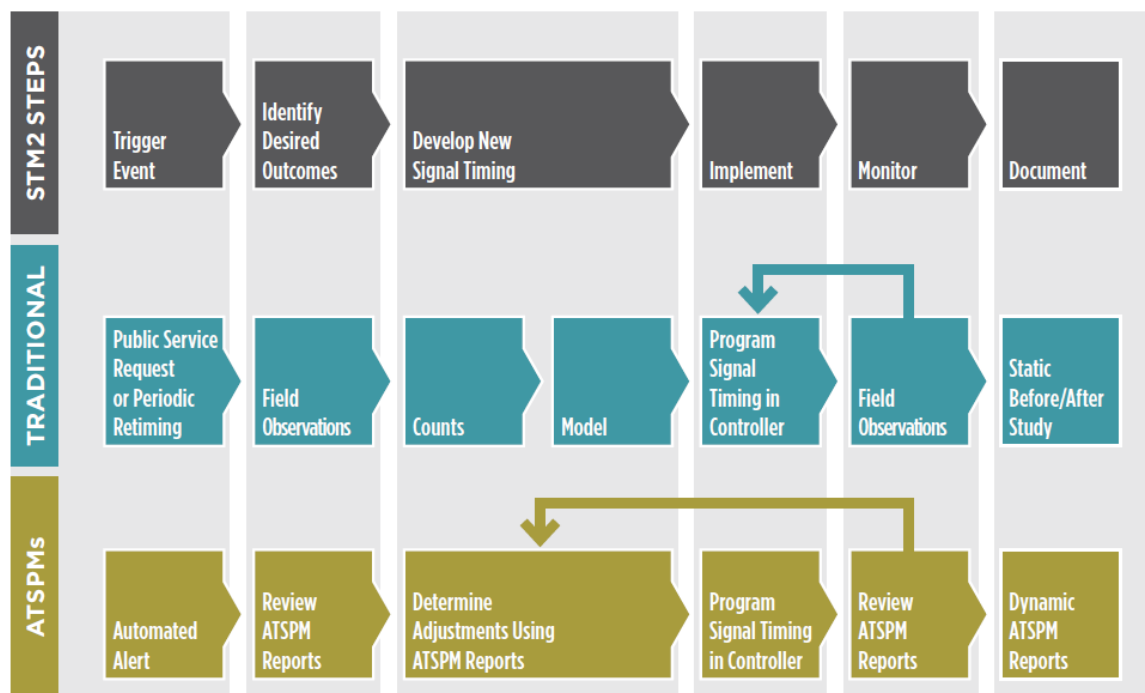 STM2 STEPS
Trigger
Event
Identify
Desired
Outcomes
Develop New
Signal Timing
Implement
Monitor
Document
TRADITIONAL
Public Service
Request
or Periodic
Retiming
Field
Observations
Counts
Model
Program
Signal
Timing in
Controller
Field
Observations
Static
Before/After
Study
ATSPMs
Automated
Alert
Review
ATSPM
Reports
Determine
Adjustments Using
ATSPM Reports
Program
Signal Timing
in Controller
Review
ATSPM
Reports
Dynamic
ATSPM
Reports